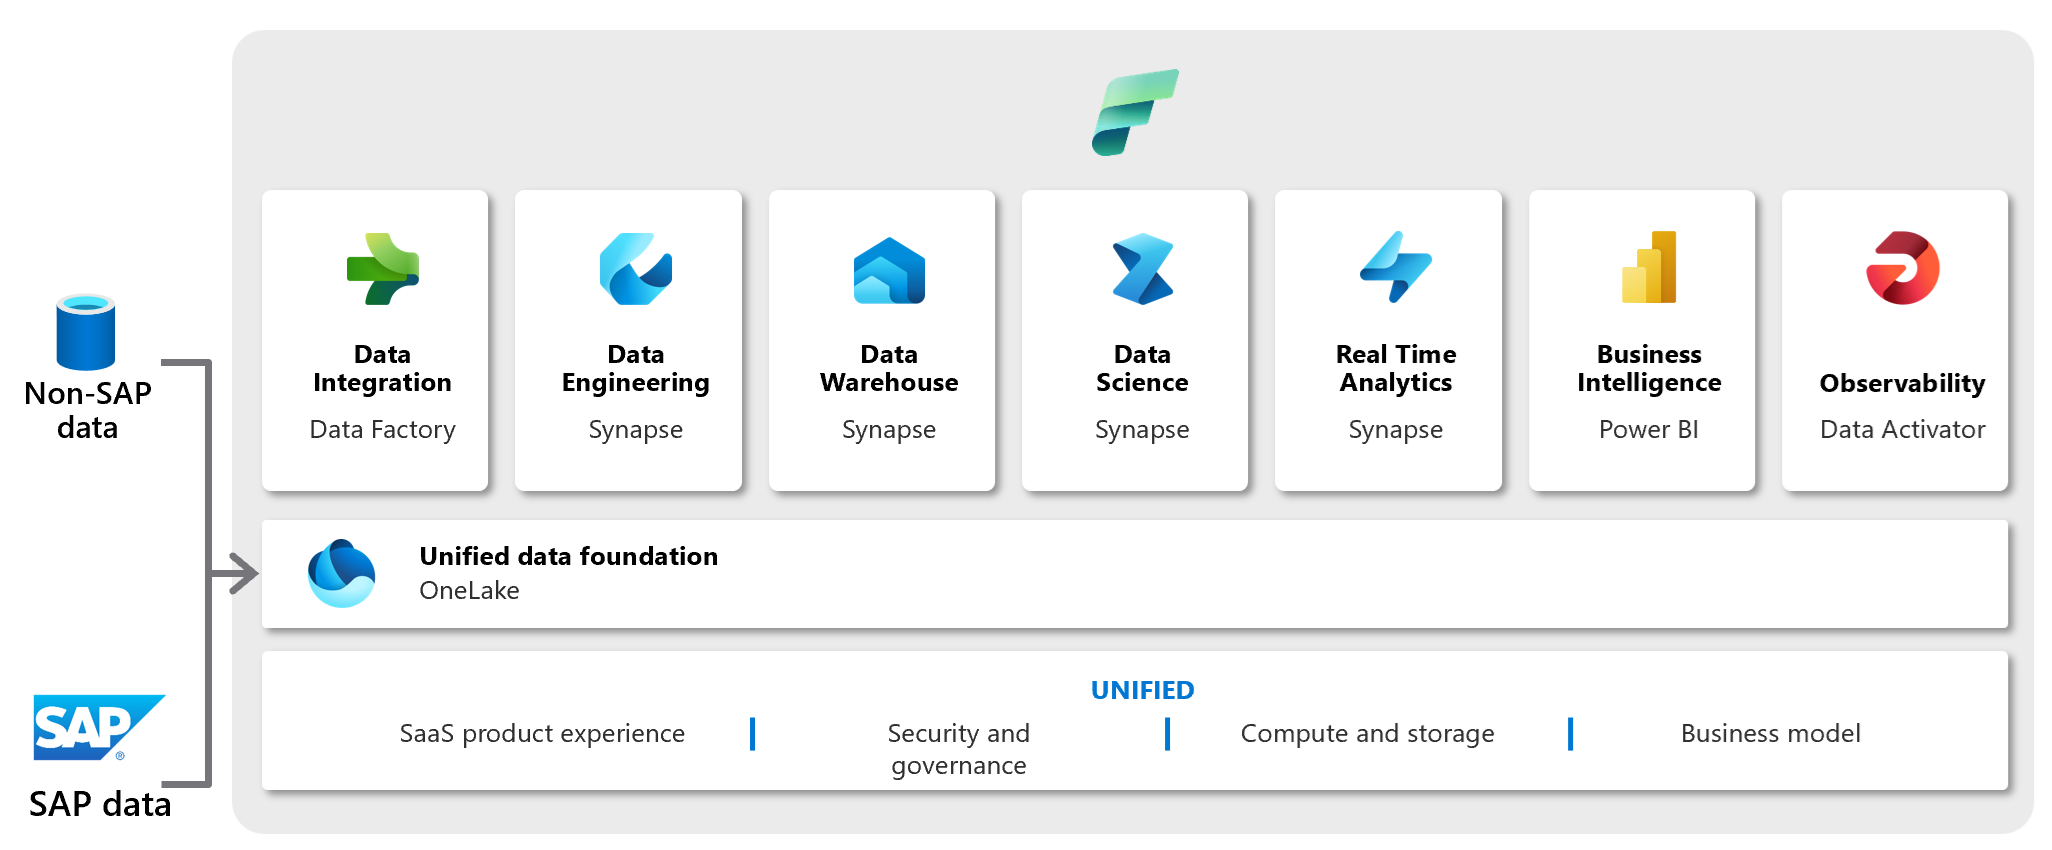 Non-SAP
data
SAP®
SAP data
Data
Integration
Data Factory
Data
Engineering
Synapse
Data
Warehouse
Synapse
Data
Science
Synapse
Real Time
Analytics
Synapse
Business
Intelligence
Power BI
Observability
Data Activator
Unified data foundation
OneLake
UNIFIED
SaaS product experience
Security and
governance
Compute and storage
Business model